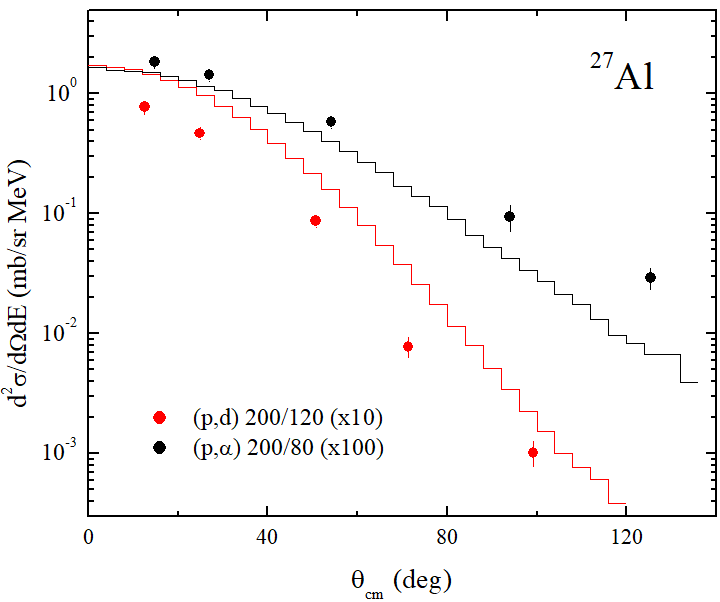 ²⁷Al
10⁰
10⁻¹
10⁻²
10⁻³
d²σ/dΩdE (mb/sr MeV)
(p,d) 200/120 (x10)
(p,α) 200/80 (x100)
0 40 80 120
θcm (deg)